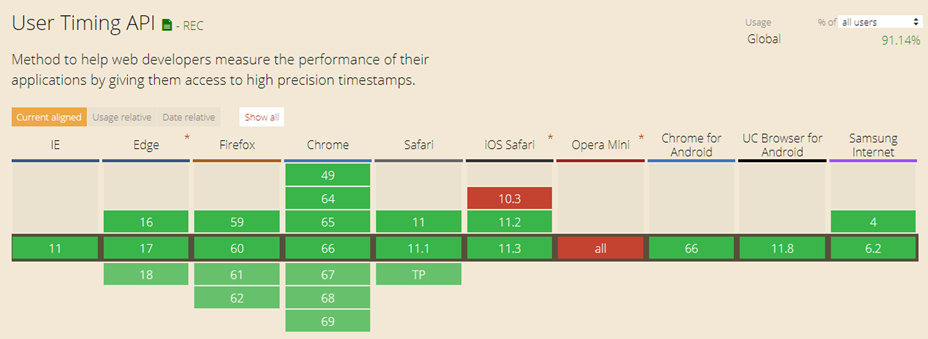 User Timing API - REC
Usage % of all users
Global 91.14%
Method to help web developers measure the performance of their
applications by giving them access to high precision timestamps.
Current aligned Usage relative Date relative Show all
IE Edge * Firefox Chrome Safari iOS Safari * Opera Mini * Chrome for Android UC Browser for Android Samsung Internet
49
64 10.3
16 59 65 11 11.2 4
11 17 60 66 11.1 11.3 all 66 11.8 6.2
18 61 67 TP
62 68
69